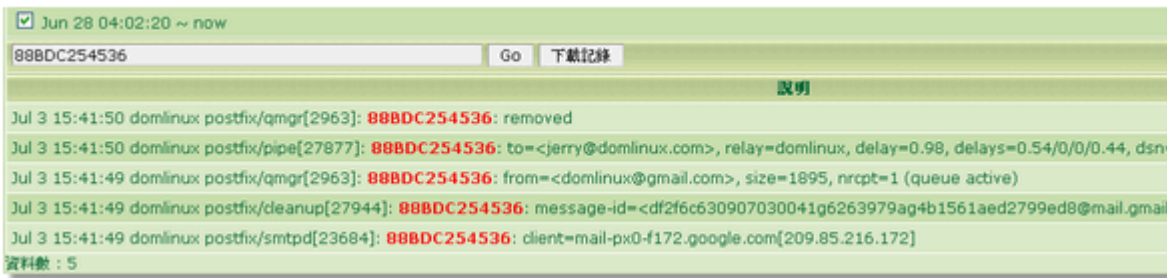 Jun 28 04:02:20 ~ now
88BDC254536 Go 下載記錄
説明
Jul 3 15:41:50 domlinux postfix/qmgr[2963]: 88BDC254536: removed
Jul 3 15:41:50 domlinux postfix/pipe[27877]: 88BDC254536: to=<jerry@domlinux.com>, relay=domlinux, delay=0.98, delays=0.54/0/0/0.44, dsn
Jul 3 15:41:49 domlinux postfix/qmgr[2963]: 88BDC254536: from=<domlinux@gmail.com>, size=1895, nrcpt=1 (queue active)
Jul 3 15:41:49 domlinux postfix/cleanup[27944]: 88BDC254536: message-id=<df2f6c630907030041g6263979ag4b1561aed2799ed8@mail.gmail
Jul 3 15:41:49 domlinux postfix/smtpd[23684]: 88BDC254536: client=mail-px0-f172.google.com[209.85.216.172]
資料數：5